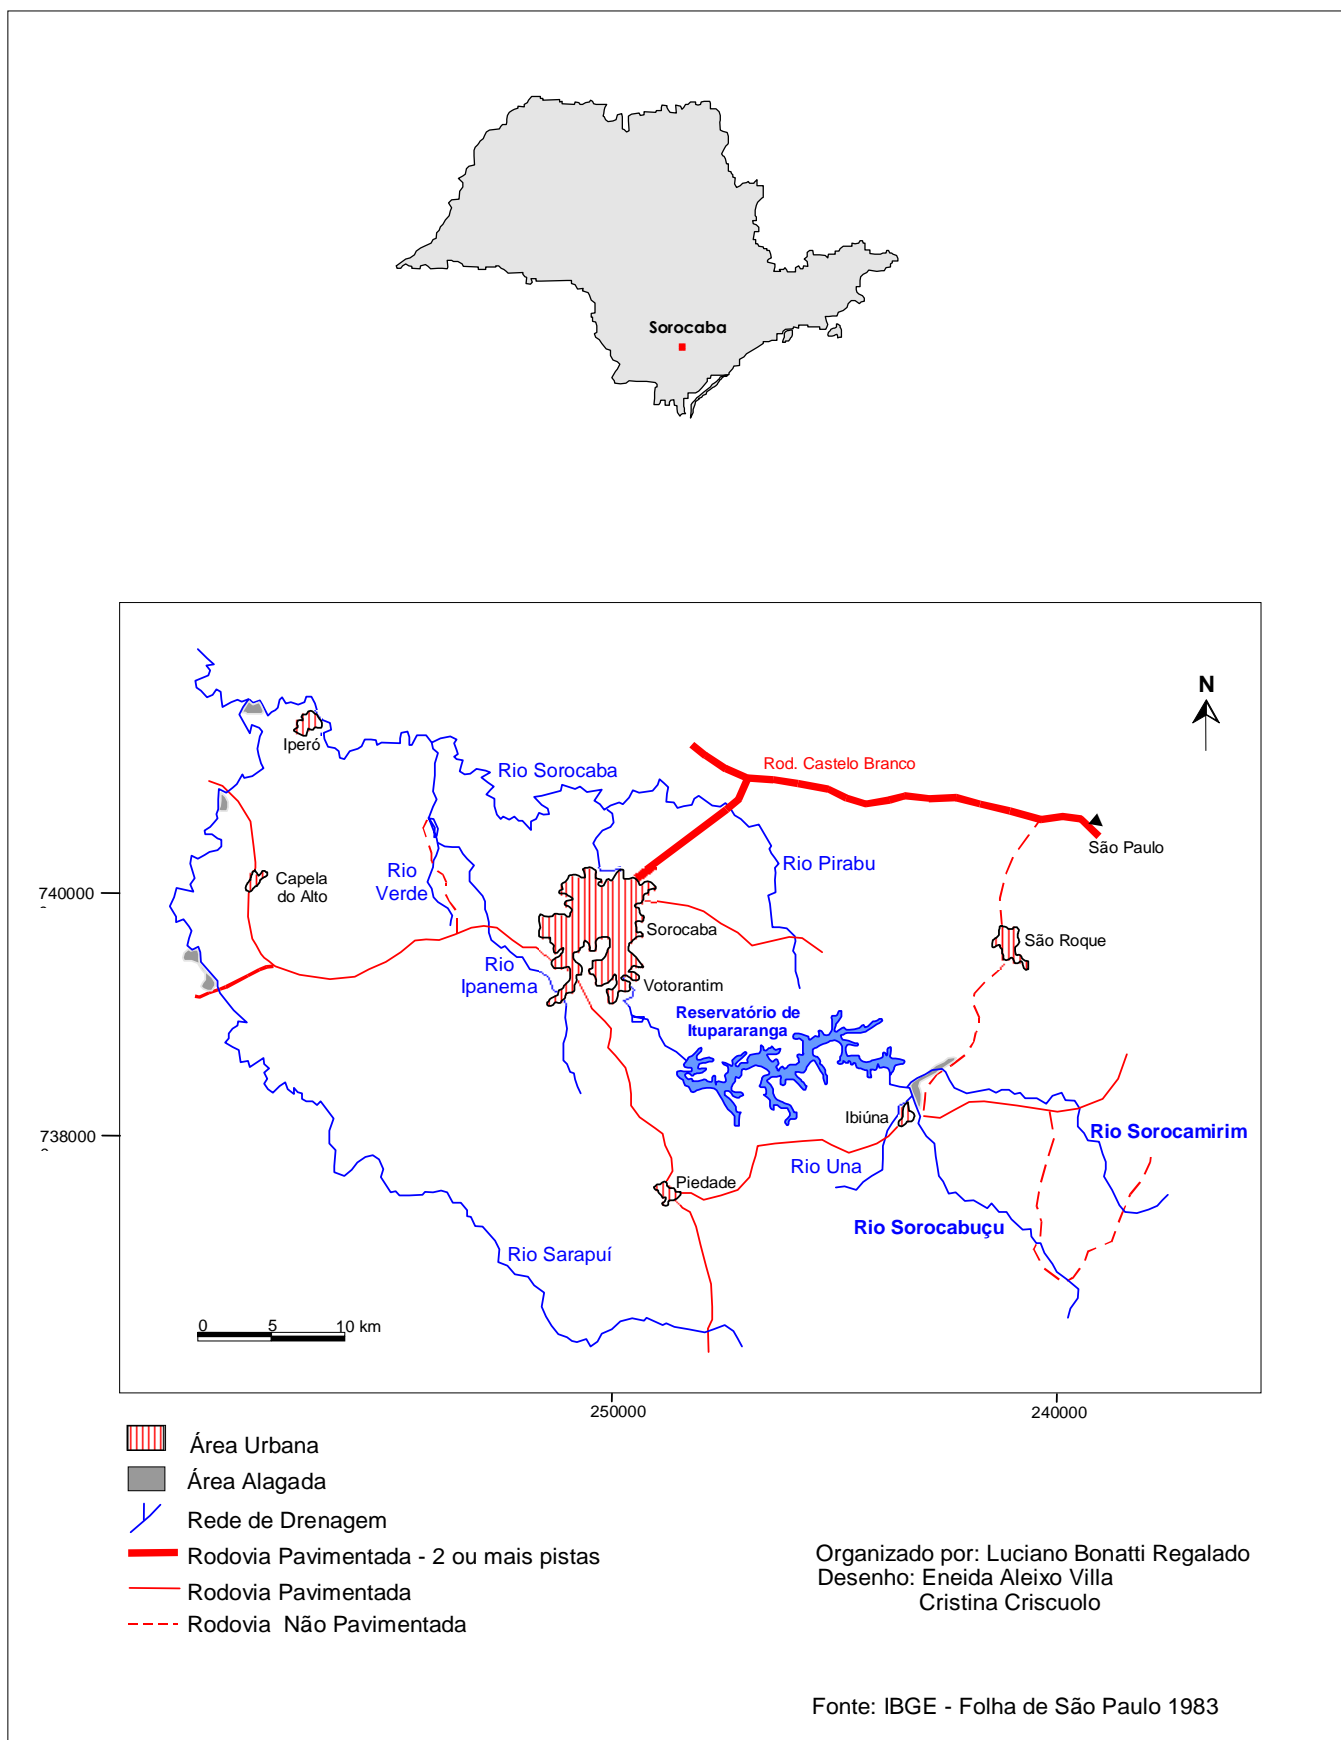 Sorocaba
N
Iperó
Rio Sorocaba
Rod. Castelo Branco
São Paulo
Rio Pirabu
Rio
Verde
Capela
do Alto
740000
Sorocaba
São Roque
Rio
Ipanema
Votorantim
Reservatório de
Itupararanga
Ibiúna
738000
Rio Sorocamirim
Rio Una
Piedade
Rio Sorocabuçu
Rio Sarapuí
0 5 10 km
250000 240000
Área Urbana
Área Alagada
Rede de Drenagem
Rodovia Pavimentada - 2 ou mais pistas
Rodovia Pavimentada
Rodovia Não Pavimentada
Organizado por: Luciano Bonatti Regalado
Desenho: Eneida Aleixo Villa
Cristina Criscuolo
Fonte: IBGE - Folha de São Paulo 1983